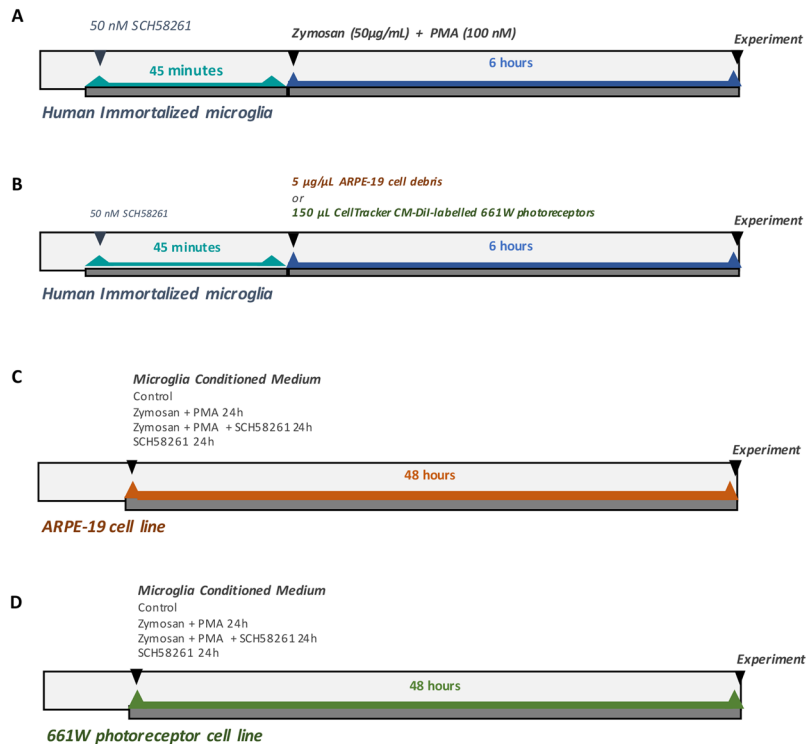 A
50 nM SCH58261
Zymosan (50µg/mL) + PMA (100 nM)
Experiment
45 minutes
6 hours
Human Immortalized microglia
B
5 µg/µL ARPE-19 cell debris
or
50 nM SCH58261
150 µL CellTracker CM-DiI-labelled 661W photoreceptors
Experiment
45 minutes
6 hours
Human Immortalized microglia
C
Microglia Conditioned Medium
Control
Zymosan + PMA 24h
Zymosan + PMA + SCH58261 24h
SCH58261 24h
Experiment
48 hours
ARPE-19 cell line
D
Microglia Conditioned Medium
Control
Zymosan + PMA 24h
Zymosan + PMA + SCH58261 24h
SCH58261 24h
Experiment
48 hours
661W photoreceptor cell line